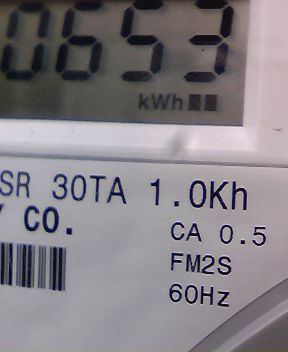 0653
kWh
SR 30TA 1.0Kh
Y CO.
CA 0.5
FM2S
60Hz